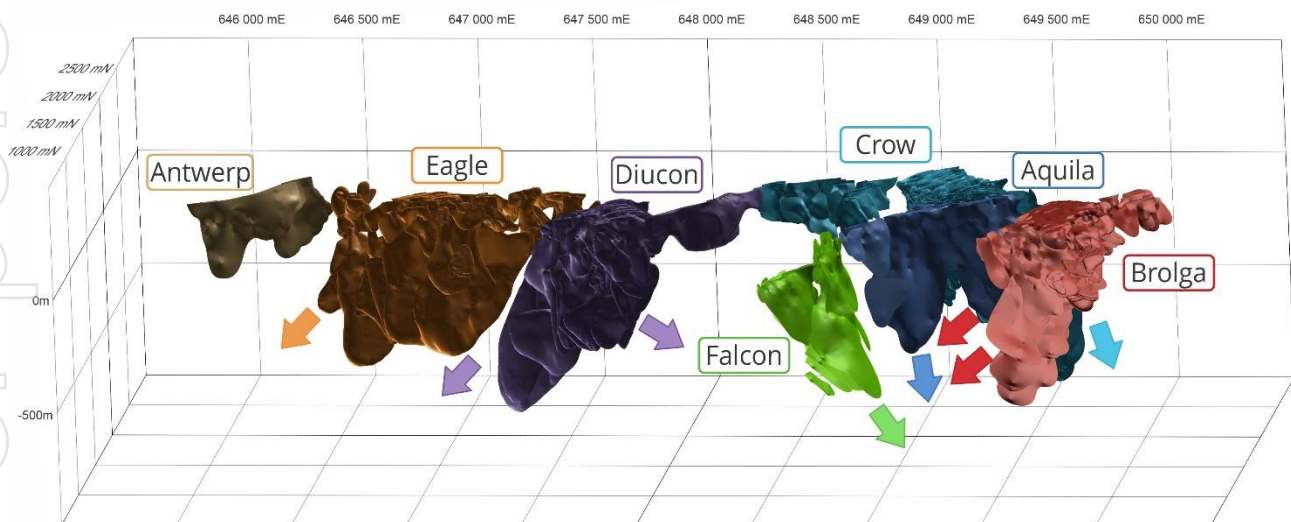 646 000 mE 646 500 mE 647 000 mE 647 500 mE 648 000 mE 648 500 mE 649 000 mE 649 500 mE 650 000 mE
2500 mN
2000 mN
1500 mN
1000 mN
Crow
Antwerp
Eagle
Diucon
Aquila
Brolga
0m
Falcon
-500m